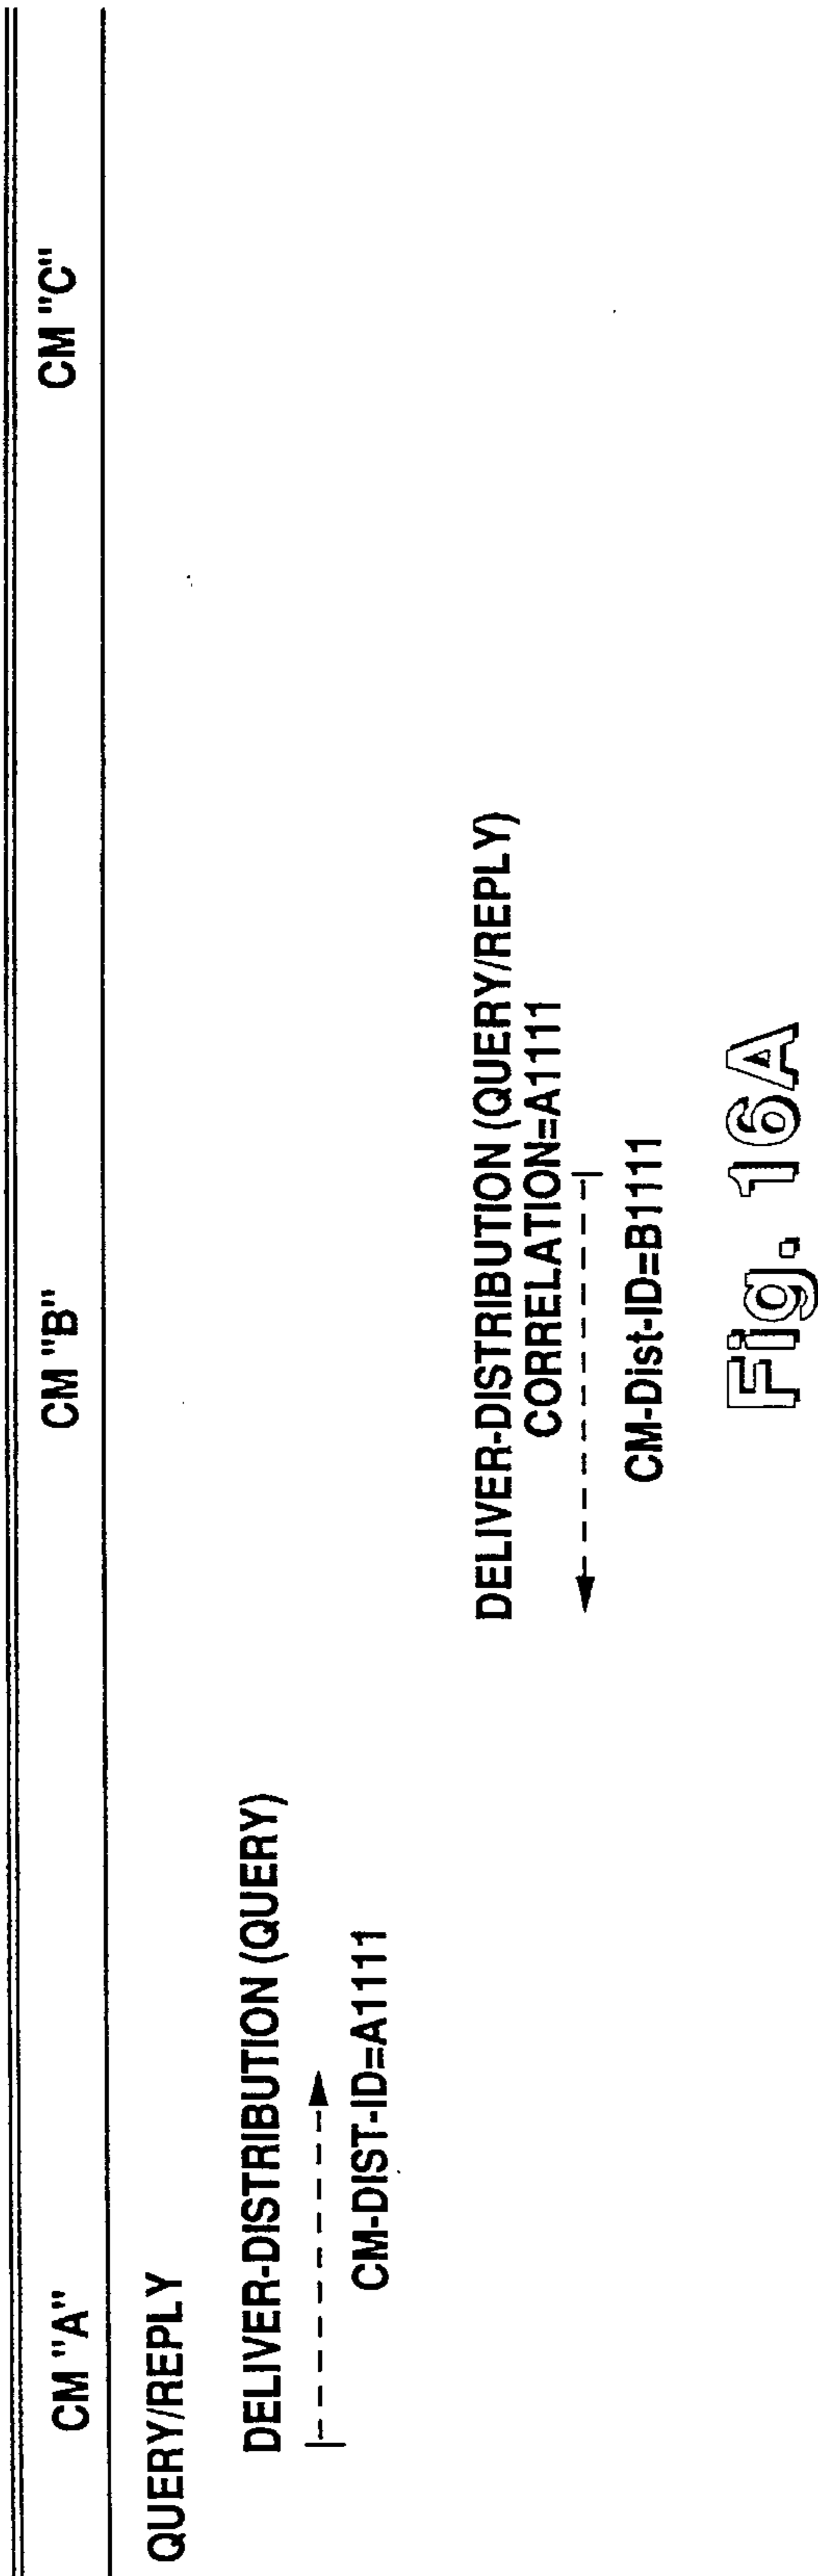 CM "A"
CM "B"
CM "C"
QUERY/REPLY
DELIVER-DISTRIBUTION (QUERY)
CM-DIST-ID=A1111
DELIVER-DISTRIBUTION (QUERY/REPLY)
CORRELATION=A1111
CM-Dist-ID=B1111
Fig. 16A